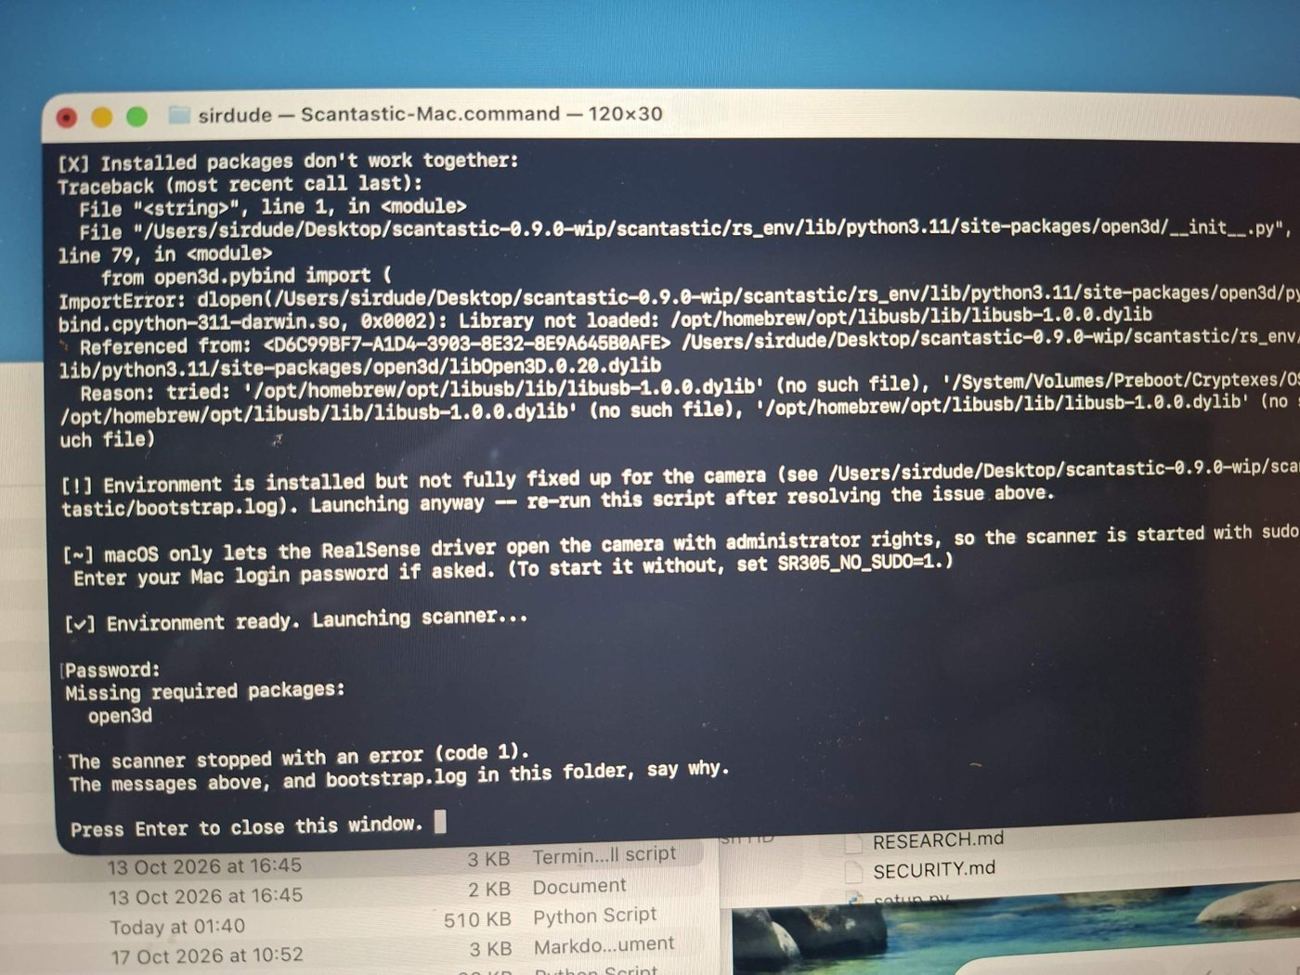 sirdude — Scantastic-Mac.command — 120×30
[X] Installed packages don't work together:
Traceback (most recent call last):
File "<string>", line 1, in <module>
File "/Users/sirdude/Desktop/scantastic-0.9.0-wip/scantastic/rs_env/lib/python3.11/site-packages/open3d/__init__.py",
line 79, in <module>
from open3d.pybind import (
ImportError: dlopen(/Users/sirdude/Desktop/scantastic-0.9.0-wip/scantastic/rs_env/lib/python3.11/site-packages/open3d/py
bind.cpython-311-darwin.so, 0x0002): Library not loaded: /opt/homebrew/opt/libusb/lib/libusb-1.0.0.dylib
Referenced from: <D6C99BF7-A1D4-3903-8E32-8E9A645B0AFE> /Users/sirdude/Desktop/scantastic-0.9.0-wip/scantastic/rs_env/
lib/python3.11/site-packages/open3d/libOpen3D.0.20.dylib
Reason: tried: '/opt/homebrew/opt/libusb/lib/libusb-1.0.0.dylib' (no such file), '/System/Volumes/Preboot/Cryptexes/OS
/opt/homebrew/opt/libusb/lib/libusb-1.0.0.dylib' (no such file), '/opt/homebrew/opt/libusb/lib/libusb-1.0.0.dylib' (no s
uch file)
[!] Environment is installed but not fully fixed up for the camera (see /Users/sirdude/Desktop/scantastic-0.9.0-wip/scan
tastic/bootstrap.log). Launching anyway — re-run this script after resolving the issue above.
[~] macOS only lets the RealSense driver open the camera with administrator rights, so the scanner is started with sudo
Enter your Mac login password if asked. (To start it without, set SR305_NO_SUDO=1.)
[✓] Environment ready. Launching scanner...
Password:
Missing required packages:
open3d
The scanner stopped with an error (code 1).
The messages above, and bootstrap.log in this folder, say why.
Press Enter to close this window.
13 Oct 2026 at 16:45 3 KB Termin...ll script
13 Oct 2026 at 16:45 2 KB Document
Today at 01:40 510 KB Python Script
17 Oct 2026 at 10:52 3 KB Markdo...ument
Python Script
RESEARCH.md
SECURITY.md
setup.py